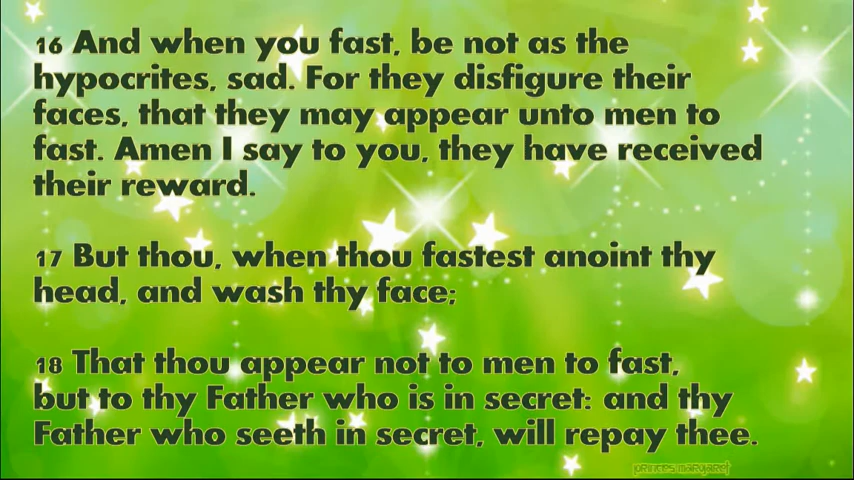 16 And when you fast, be not as the
hypocrites, sad. For they disfigure their
faces, that they may appear unto men to
fast. Amen I say to you, they have received
their reward.
17 But thou, when thou fastest anoint thy
head, and wash thy face;
18 That thou appear not to men to fast,
but to thy Father who is in secret: and thy
Father who seeth in secret, will repay thee.
princes margaret